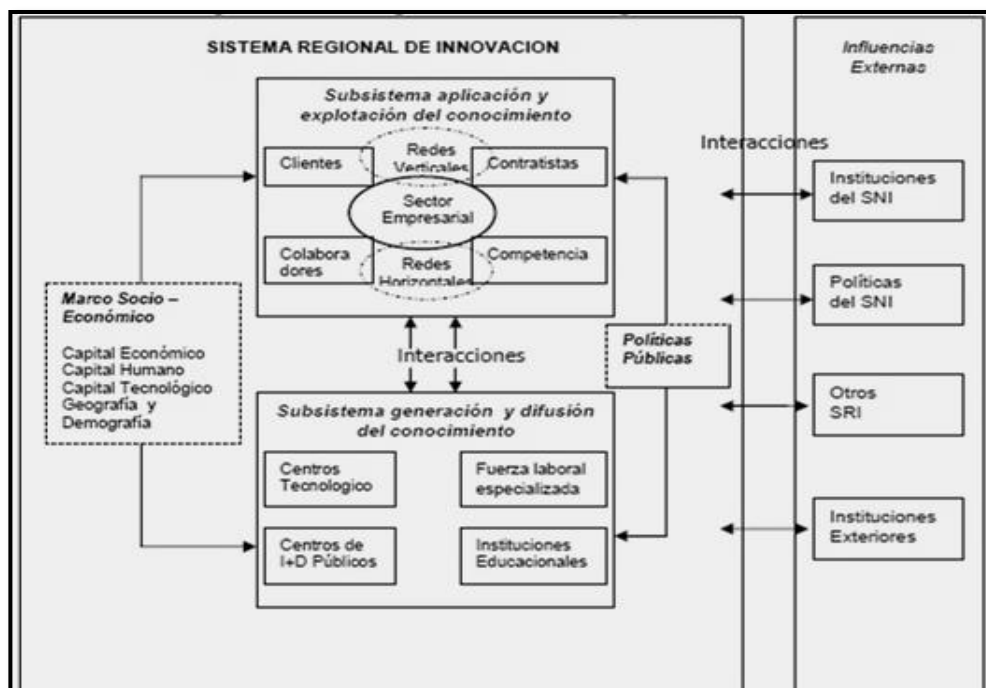 SISTEMA REGIONAL DE INNOVACION
Subsistema aplicación y
explotación del conocimiento
Clientes
Redes
Verticales
Contratistas
Sector
Empresarial
Colabora
dores
Redes
Horizontales
Competencia
Marco Socio –
Económico
Capital Económico
Capital Humano
Capital Tecnológico
Geografía y
Demografía
Interacciones
Políticas
Públicas
Subsistema generación y difusión
del conocimiento
Centros
Tecnologico
Fuerza laboral
especializada
Centros de
I+D Públicos
Instituciones
Educacionales
Interacciones
Influencias
Externas
Instituciones
del SNI
Políticas
del SNI
Otros
SRI
Instituciones
Exteriores